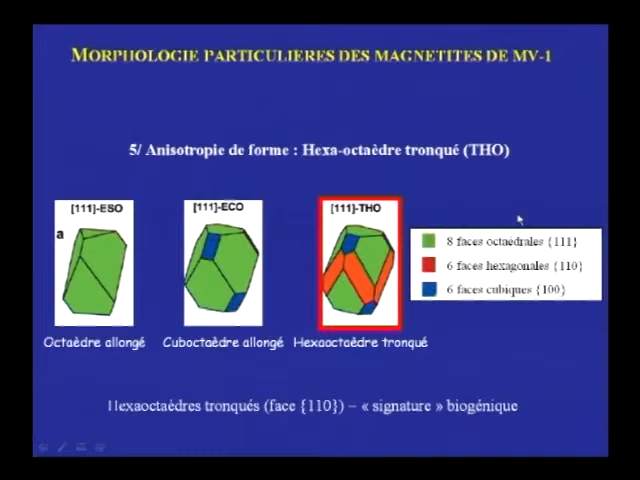 MORPHOLOGIE PARTICULIERES DES MAGNETITES DE MV-1
5/ Anisotropie de forme : Hexa-octaèdre tronqué (THO)
[111]-ESO
[111]-ECO
[111]-THO
a
8 faces octaédrales {111}
6 faces hexagonales {110}
6 faces cubiques {100}
Octaèdre allongé
Cuboctaèdre allongé
Hexaoctaèdre tronqué
Hexaoctaèdres tronqués (face {110}) – « signature » biogénique